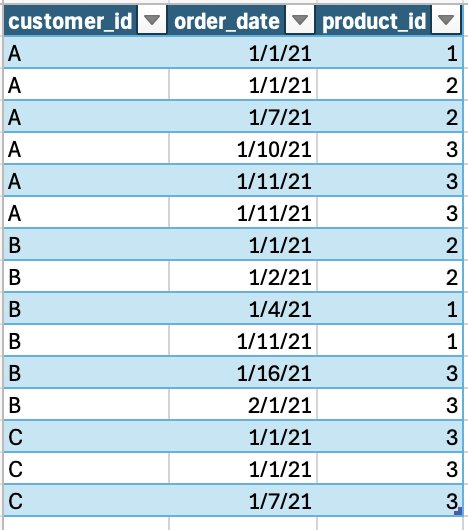 customer_id order_date product_id
A 1/1/21 1
A 1/1/21 2
A 1/7/21 2
A 1/10/21 3
A 1/11/21 3
A 1/11/21 3
B 1/1/21 2
B 1/2/21 2
B 1/4/21 1
B 1/11/21 1
B 1/16/21 3
B 2/1/21 3
C 1/1/21 3
C 1/1/21 3
C 1/7/21 3